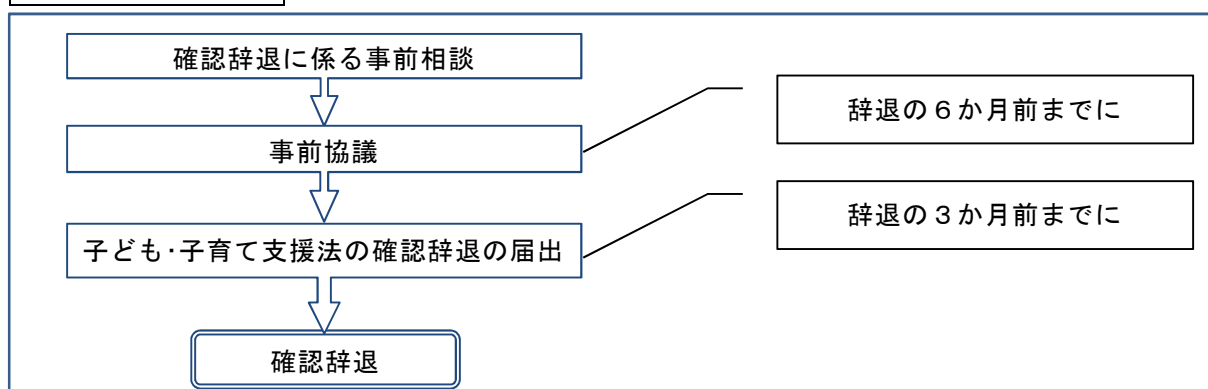 確認辞退に係る事前相談
事前協議
辞退の６か月前までに
子ども･子育て支援法の確認辞退の届出
辞退の３か月前までに
確認辞退